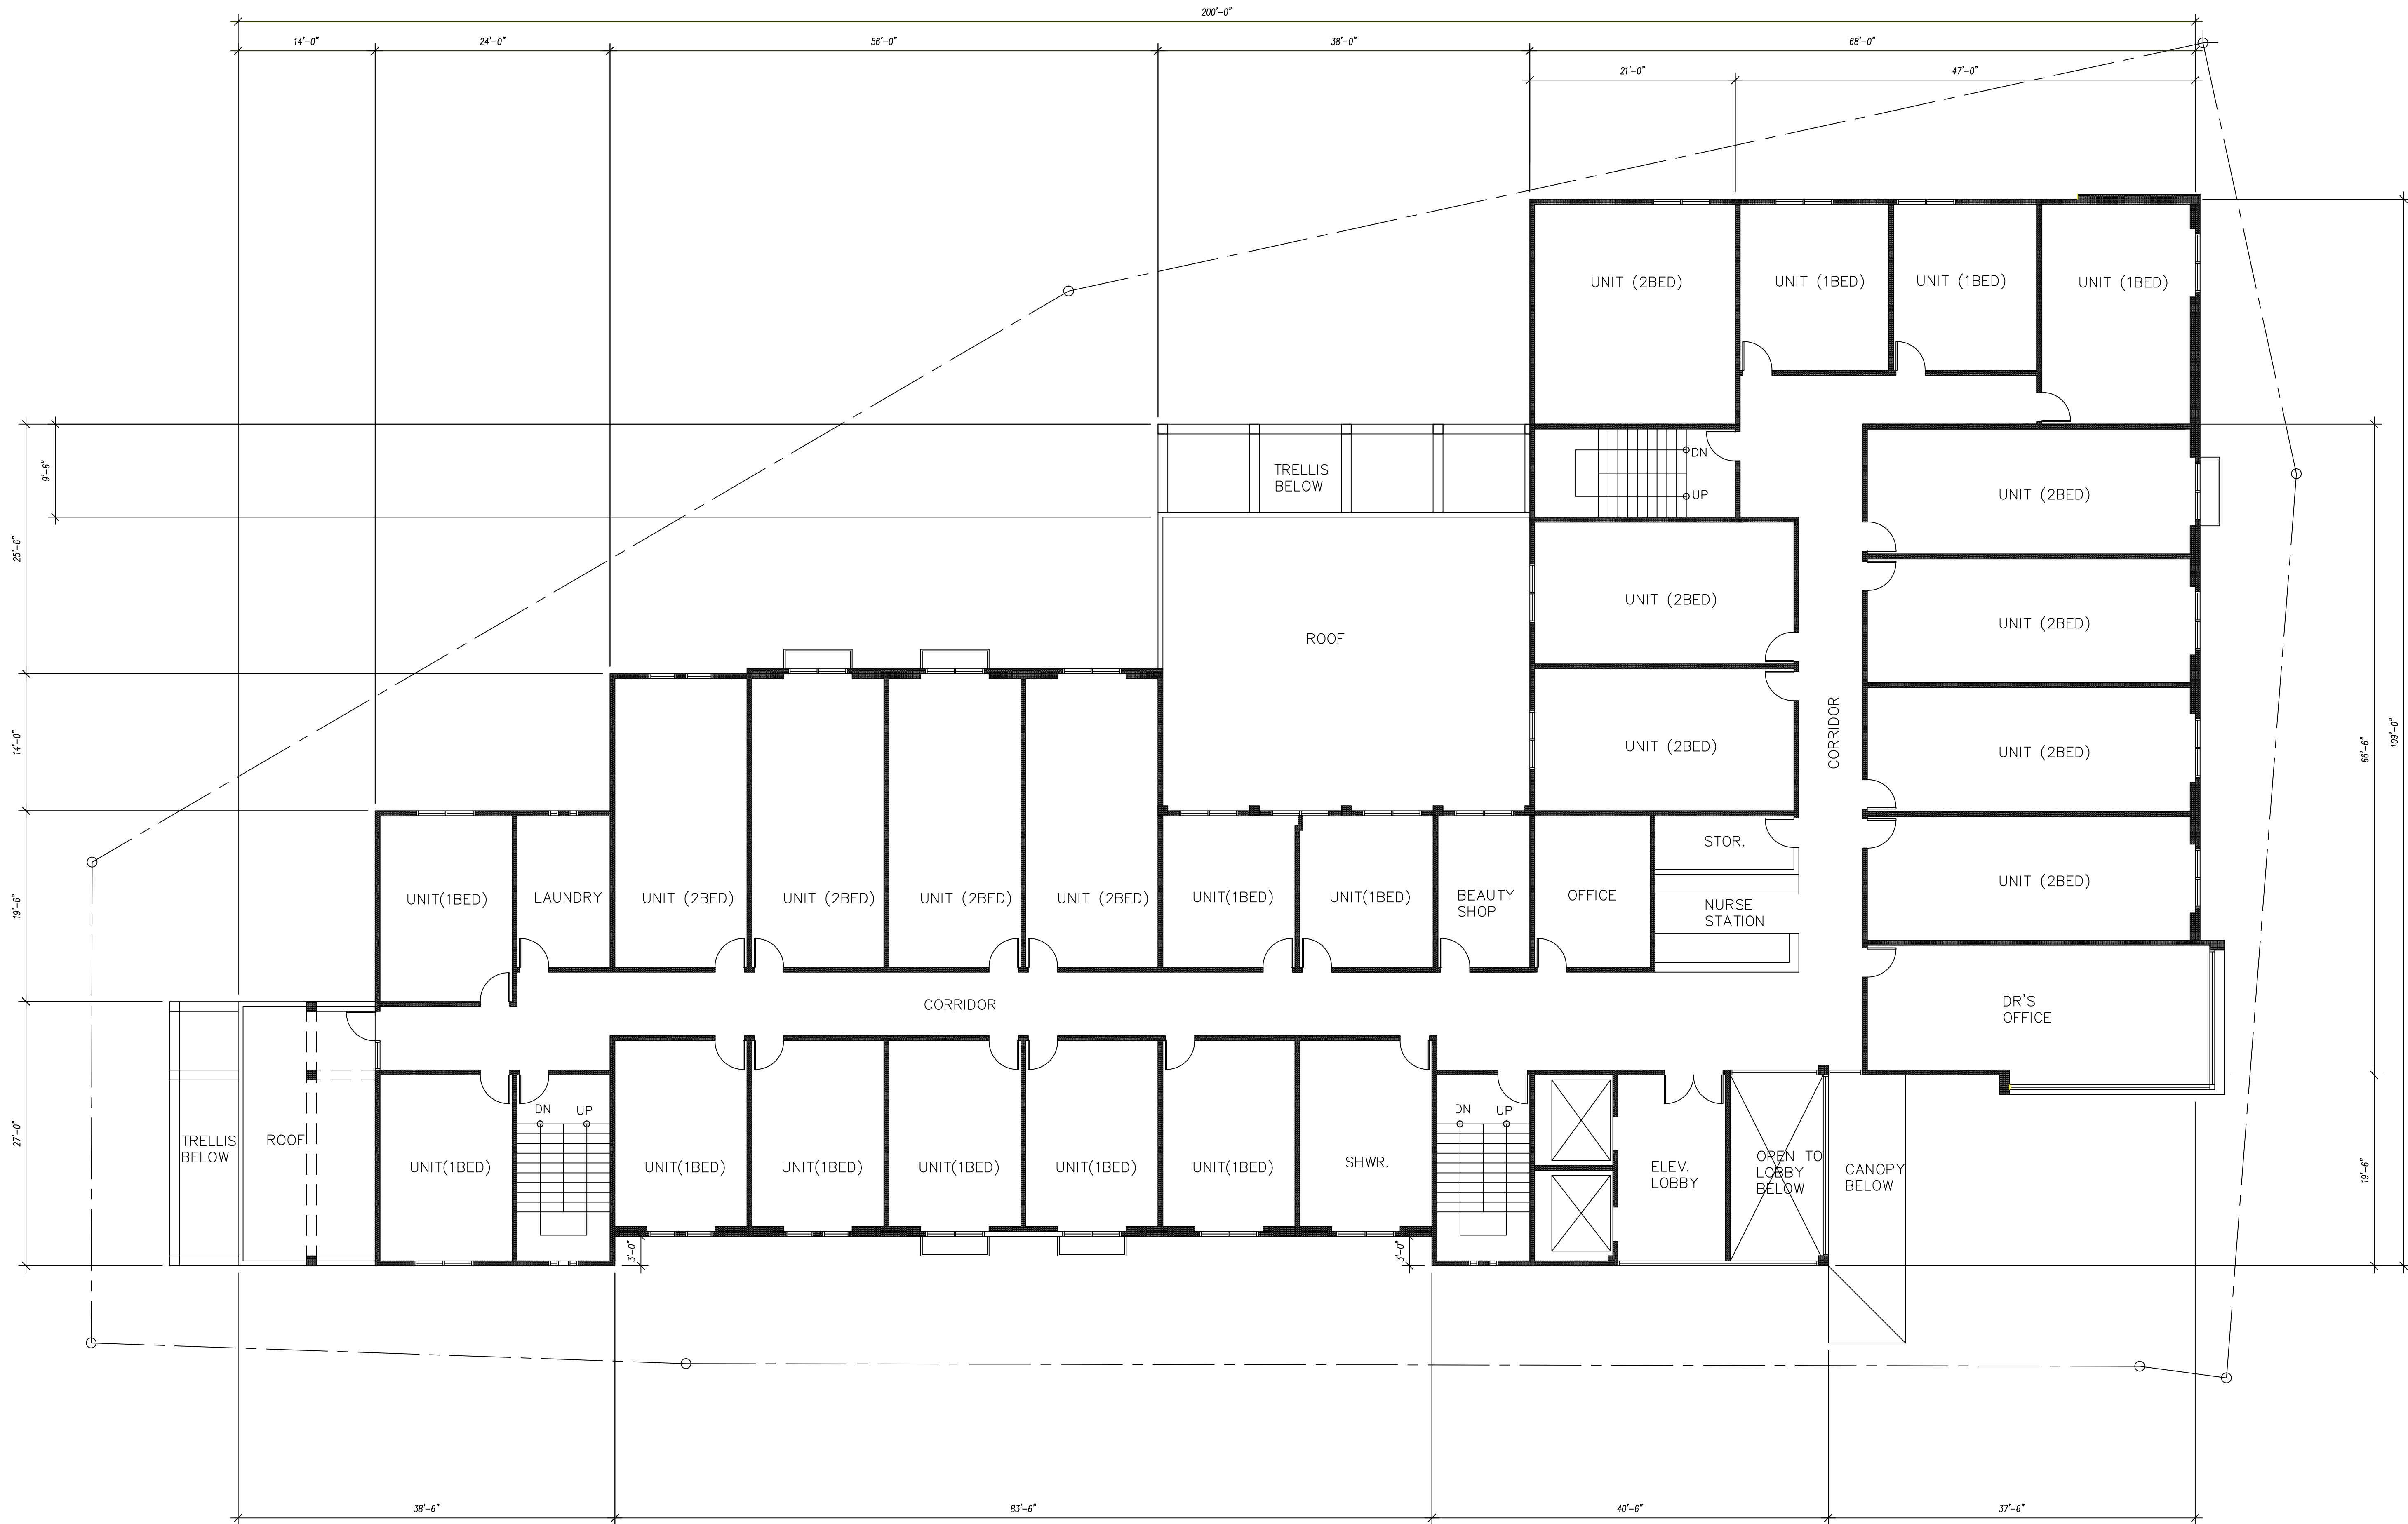 200'-0"
14'-0"
24'-0"
56'-0"
38'-0"
68'-0"
21'-0"
47'-0"
UNIT (2BED)
UNIT (1BED)
UNIT (1BED)
UNIT (1BED)
9'-6"
TRELLIS
BELOW
DN
UP
UNIT (2BED)
25'-6"
UNIT (2BED)
UNIT (2BED)
ROOF
14'-0"
UNIT (2BED)
CORRIDOR
UNIT (2BED)
66'-6"
109'-0"
19'-6"
UNIT(1BED)
LAUNDRY
UNIT (2BED)
UNIT (2BED)
UNIT (2BED)
UNIT (2BED)
UNIT(1BED)
UNIT(1BED)
BEAUTY
SHOP
OFFICE
STOR.
NURSE
STATION
UNIT (2BED)
CORRIDOR
DR'S
OFFICE
27'-0"
TRELLIS
BELOW
ROOF
UNIT(1BED)
DN
UP
UNIT(1BED)
UNIT(1BED)
UNIT(1BED)
UNIT(1BED)
UNIT(1BED)
SHWR.
DN
UP
ELEV.
LOBBY
OPEN TO
LOBBY
BELOW
CANOPY
BELOW
19'-6"
3'-0"
3'-0"
38'-6"
83'-6"
40'-6"
37'-6"